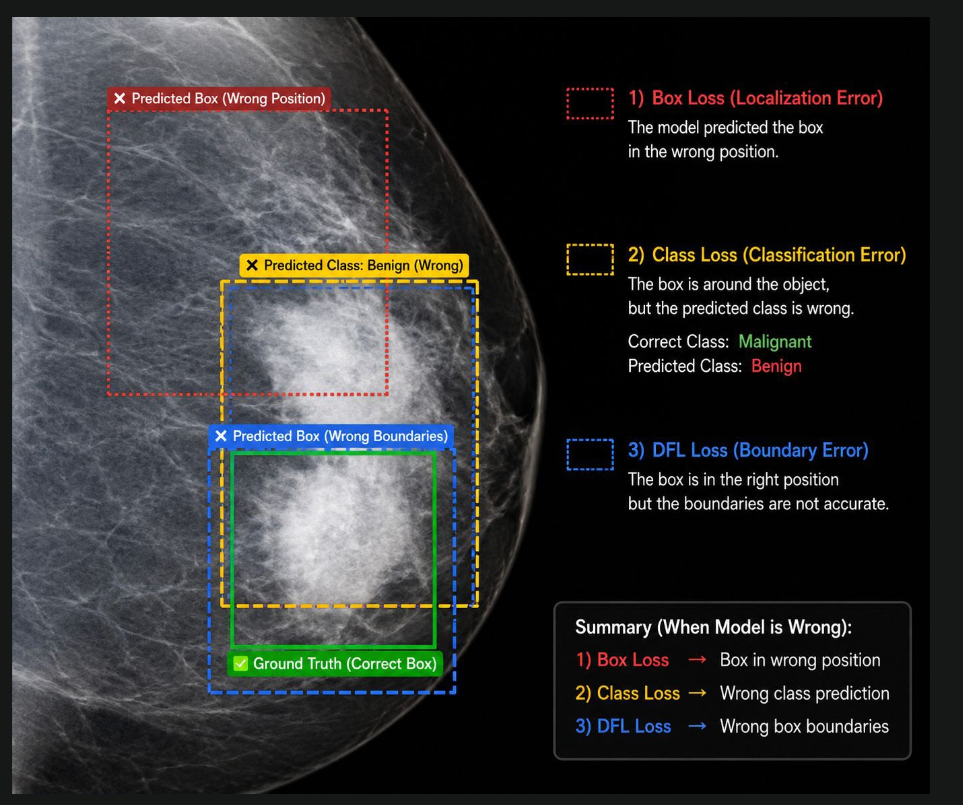 ❌ Predicted Box (Wrong Position)
❌ Predicted Class: Benign (Wrong)
❌ Predicted Box (Wrong Boundaries)
✅ Ground Truth (Correct Box)
1) Box Loss (Localization Error)
The model predicted the box
in the wrong position.
2) Class Loss (Classification Error)
The box is around the object,
but the predicted class is wrong.
Correct Class: Malignant
Predicted Class: Benign
3) DFL Loss (Boundary Error)
The box is in the right position
but the boundaries are not accurate.
Summary (When Model is Wrong):
1) Box Loss → Box in wrong position
2) Class Loss → Wrong class prediction
3) DFL Loss → Wrong box boundaries